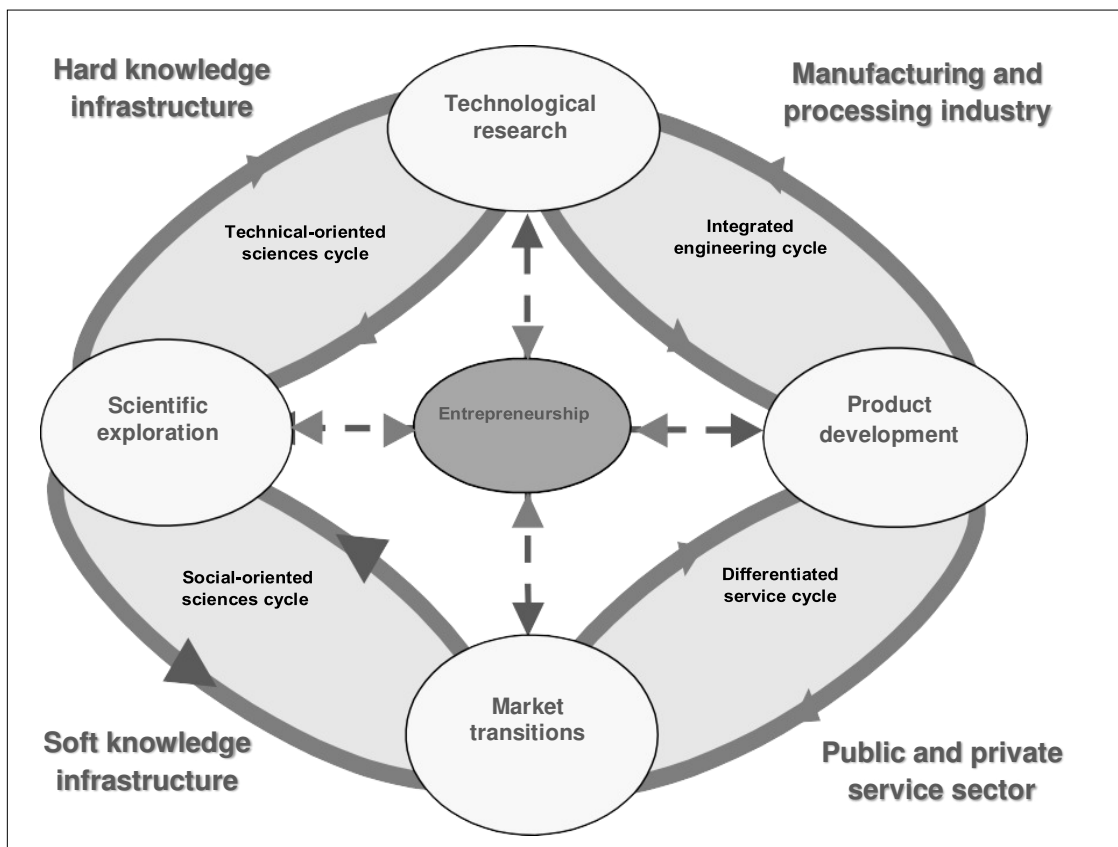 Hard knowledge
infrastructure
Technological
research
Manufacturing and
processing industry
Technical-oriented
sciences cycle
Integrated
engineering cycle
Scientific
exploration
Entrepreneurship
Product
development
Social-oriented
sciences cycle
Differentiated
service cycle
Market
transitions
Soft knowledge
infrastructure
Public and private
service sector